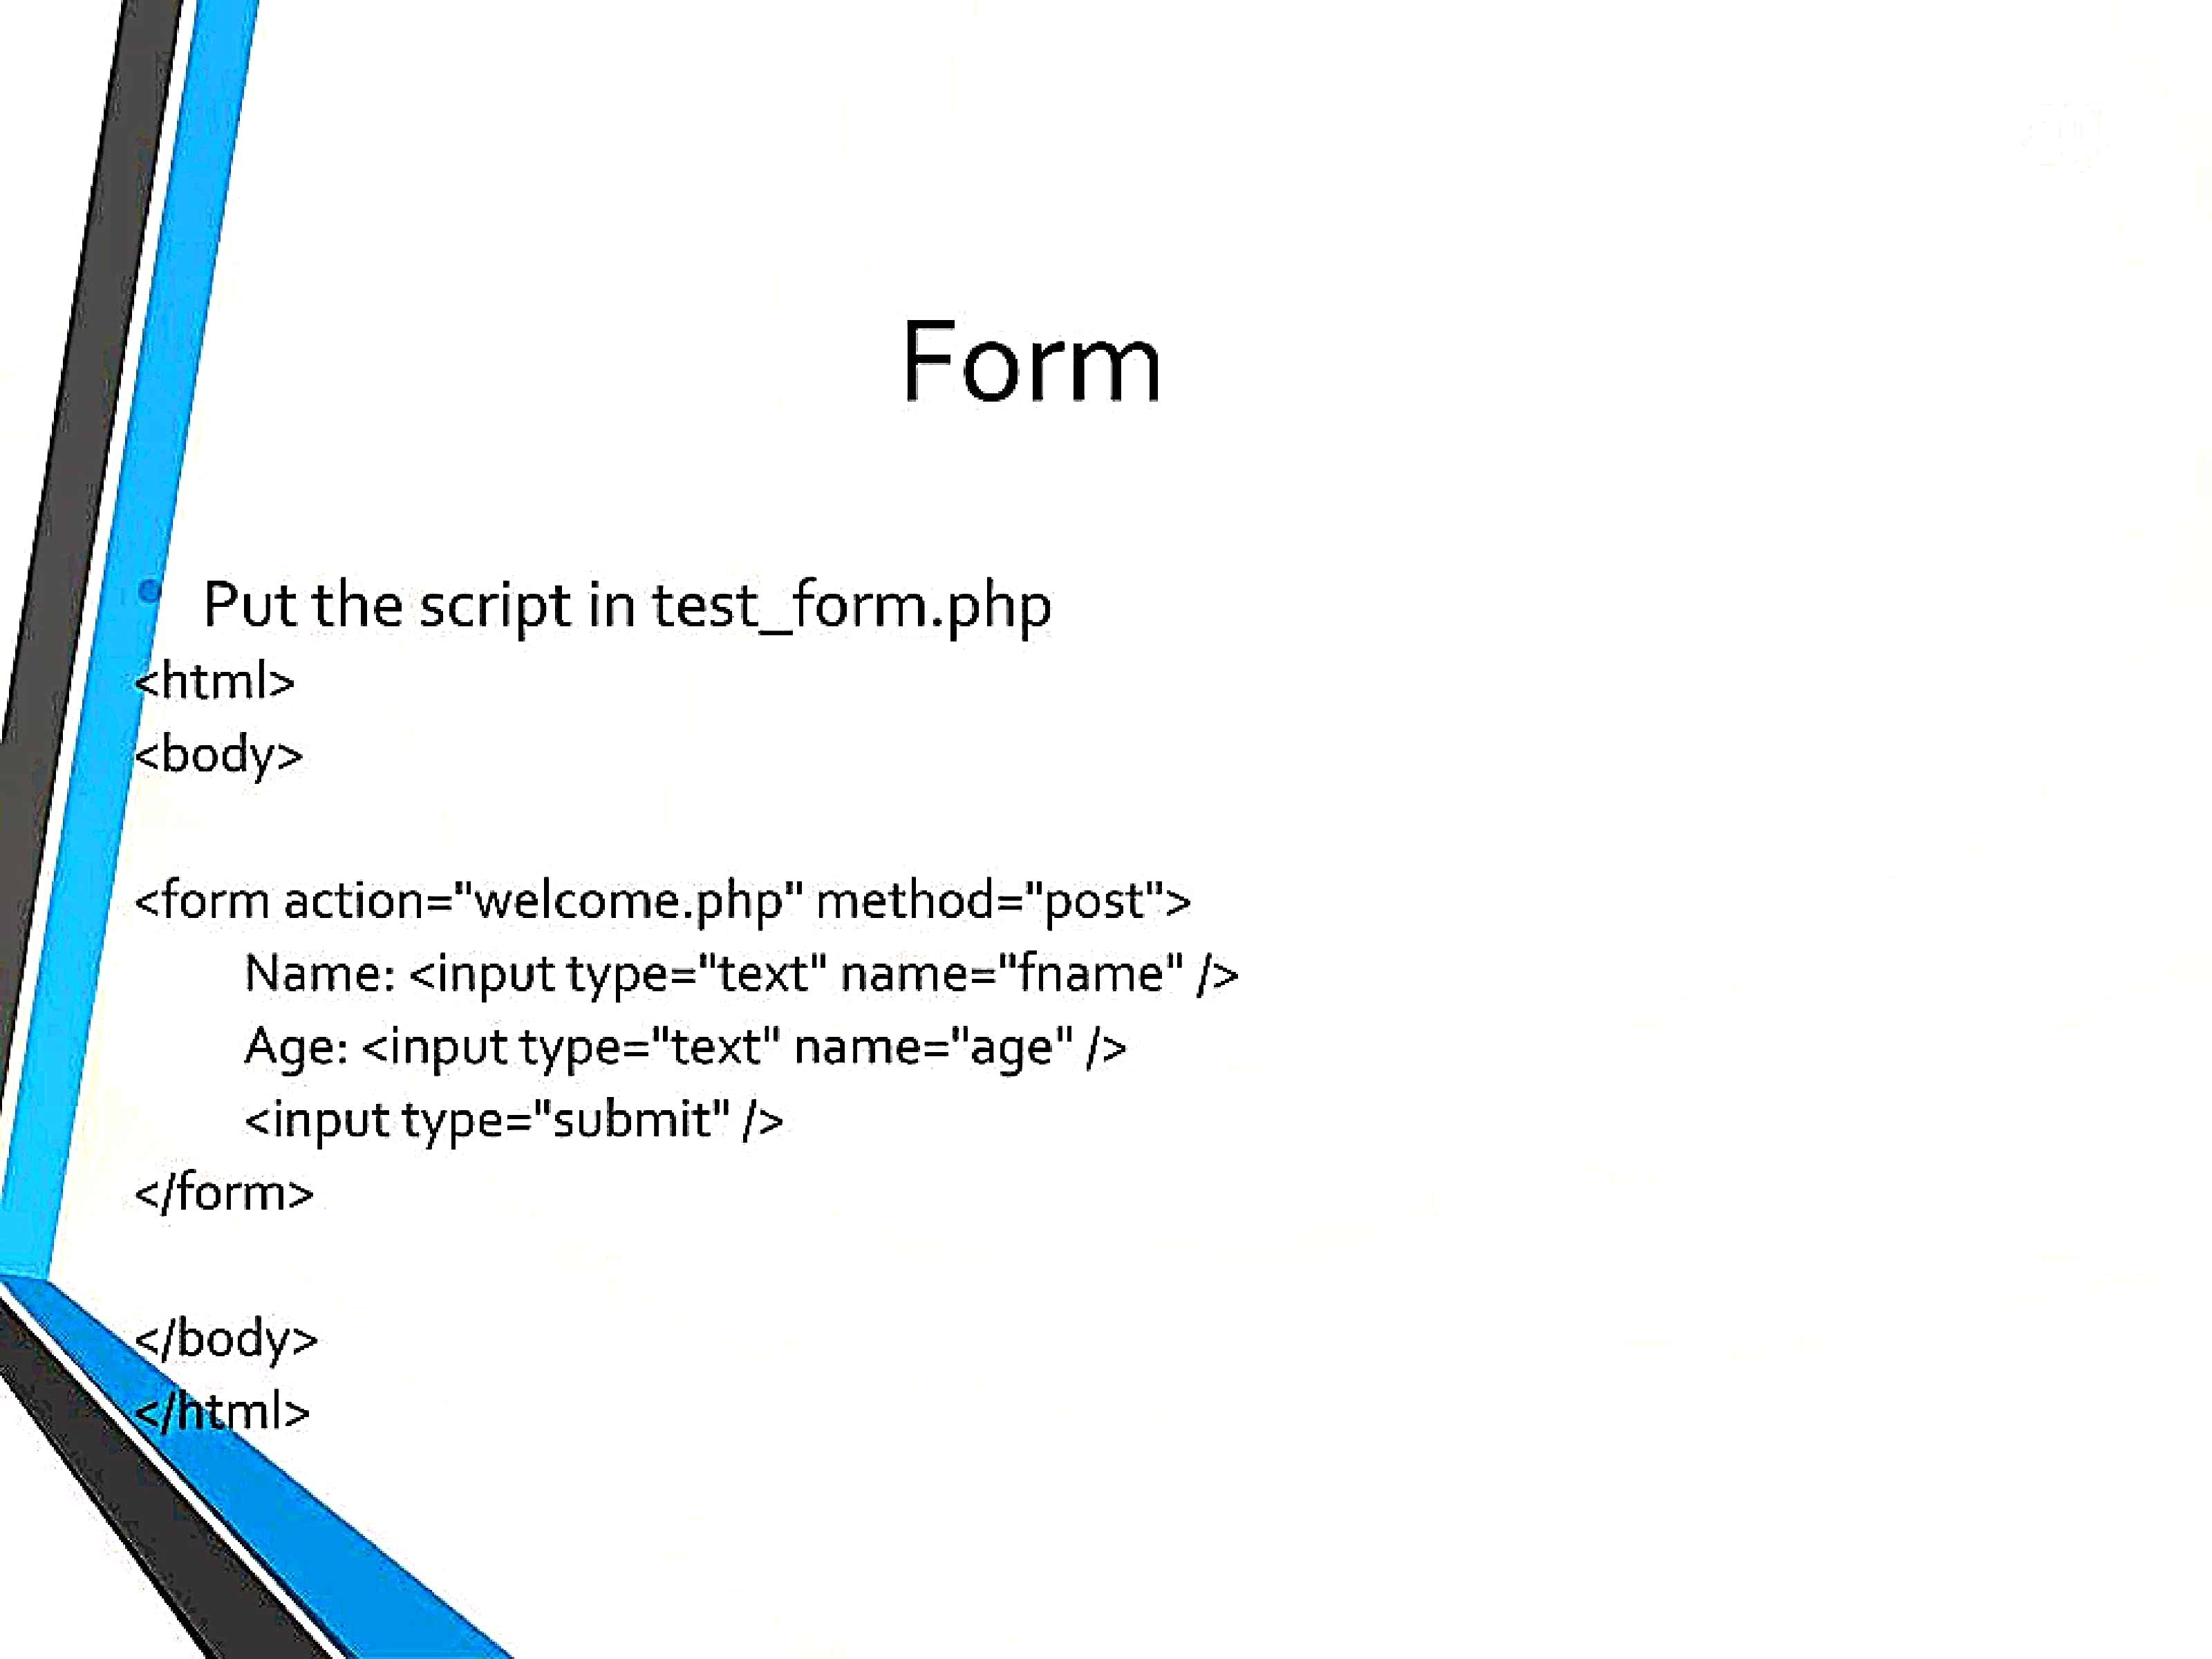 Form
• Put the script in test_form.php
<html>
<body>
<form action="welcome.php" method="post">
Name: <input type="text" name="fname" />
Age: <input type="text" name="age" />
<input type="submit" />
</form>
</body>
</html>